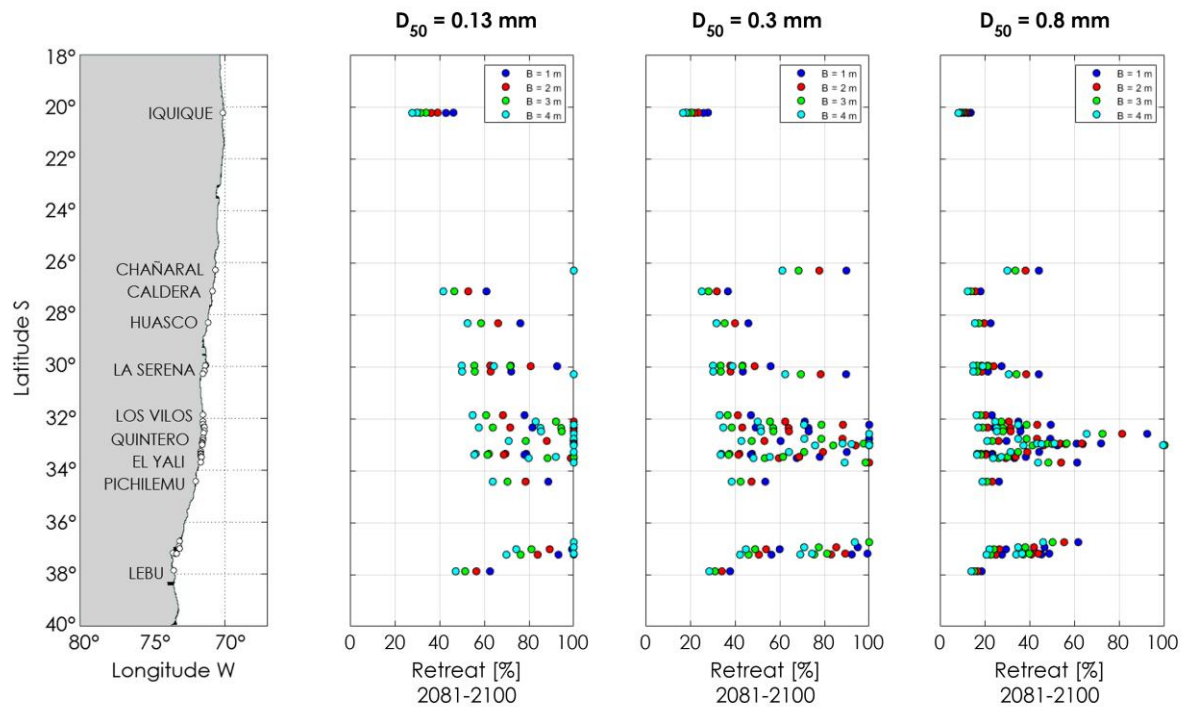 D50 = 0.13 mm
D50 = 0.3 mm
D50 = 0.8 mm
Latitude S
18°
20°
22°
24°
26°
28°
30°
32°
34°
36°
38°
40°
IQUIQUE
CHAÑARAL
CALDERA
HUASCO
LA SERENA
LOS VILOS
QUINTERO
EL YALI
PICHILEMU
LEBU
80° 75° 70°
Longitude W
B = 1 m
B = 2 m
B = 3 m
B = 4 m
0 20 40 60 80 100
Retreat [%]
2081-2100
B = 1 m
B = 2 m
B = 3 m
B = 4 m
0 20 40 60 80 100
Retreat [%]
2081-2100
B = 1 m
B = 2 m
B = 3 m
B = 4 m
0 20 40 60 80 100
Retreat [%]
2081-2100